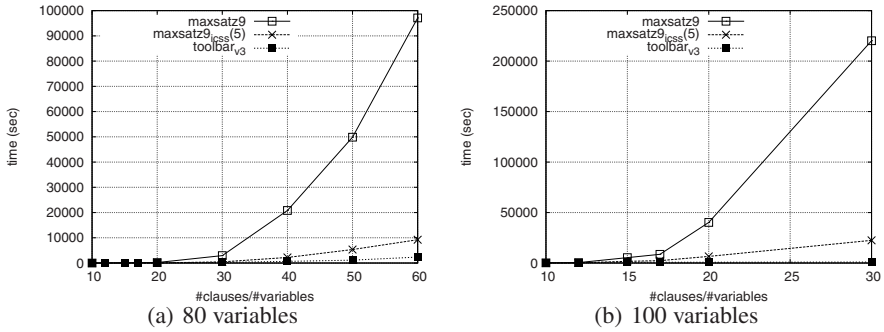 100000
90000
80000
70000
60000
50000
40000
30000
20000
10000
0
time (sec)
maxsatz9
maxsatz9icss(5)
toolbarv3
10 20 30 40 50 60
#clauses/#variables
(a) 80 variables
250000
200000
150000
100000
50000
0
time (sec)
maxsatz9
maxsatz9icss(5)
toolbarv3
10 15 20 25 30
#clauses/#variables
(b) 100 variables